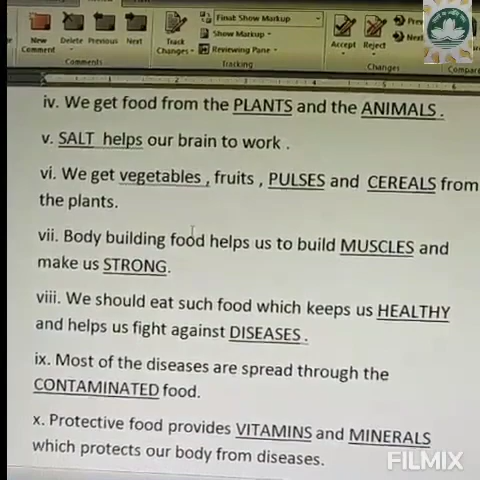 Final: Show Markup
Show Markup
Reviewing Pane
New Comment
Delete
Previous
Next
Track Changes
Accept
Reject
Prev
Next
Compare
Comments
Tracking
Changes
iv. We get food from the PLANTS and the ANIMALS .
v. SALT helps our brain to work .
vi. We get vegetables , fruits , PULSES and CEREALS from
the plants.
vii. Body building food helps us to build MUSCLES and
make us STRONG.
viii. We should eat such food which keeps us HEALTHY
and helps us fight against DISEASES .
ix. Most of the diseases are spread through the
CONTAMINATED food.
x. Protective food provides VITAMINS and MINERALS
which protects our body from diseases.
FILMIX